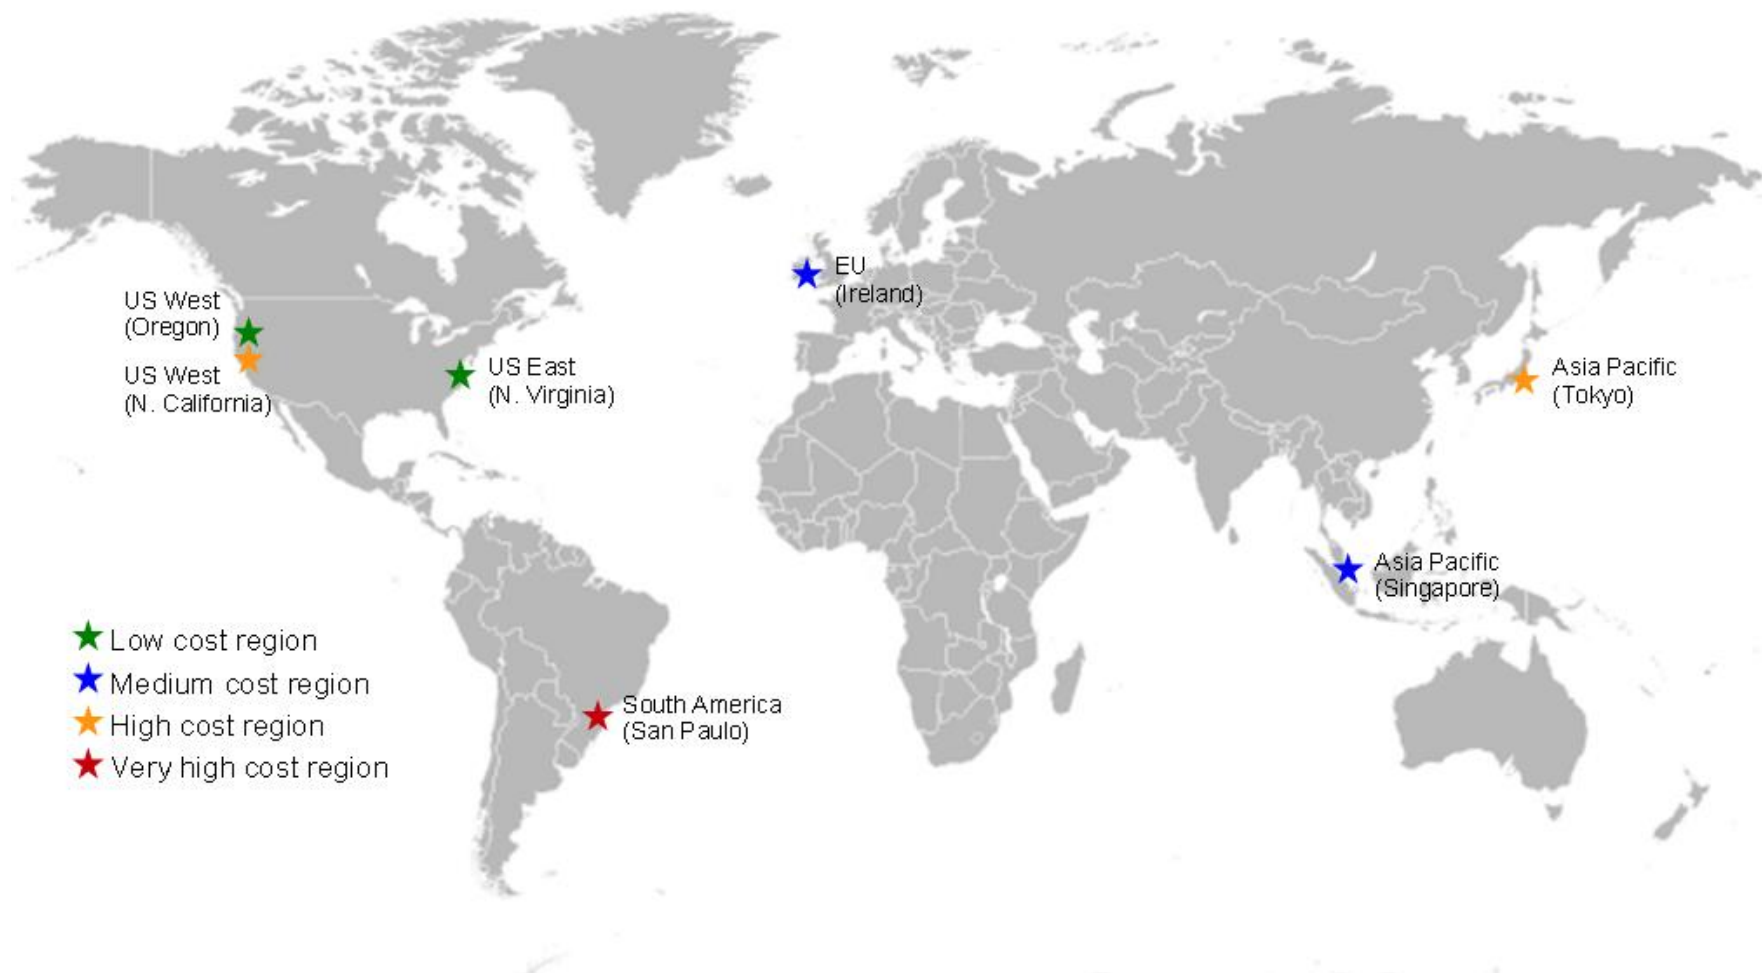 US West
(Oregon)
US West
(N. California)
US East
(N. Virginia)
EU
(Ireland)
Asia Pacific
(Tokyo)
Asia Pacific
(Singapore)
South America
(San Paulo)
Low cost region
Medium cost region
High cost region
Very high cost region